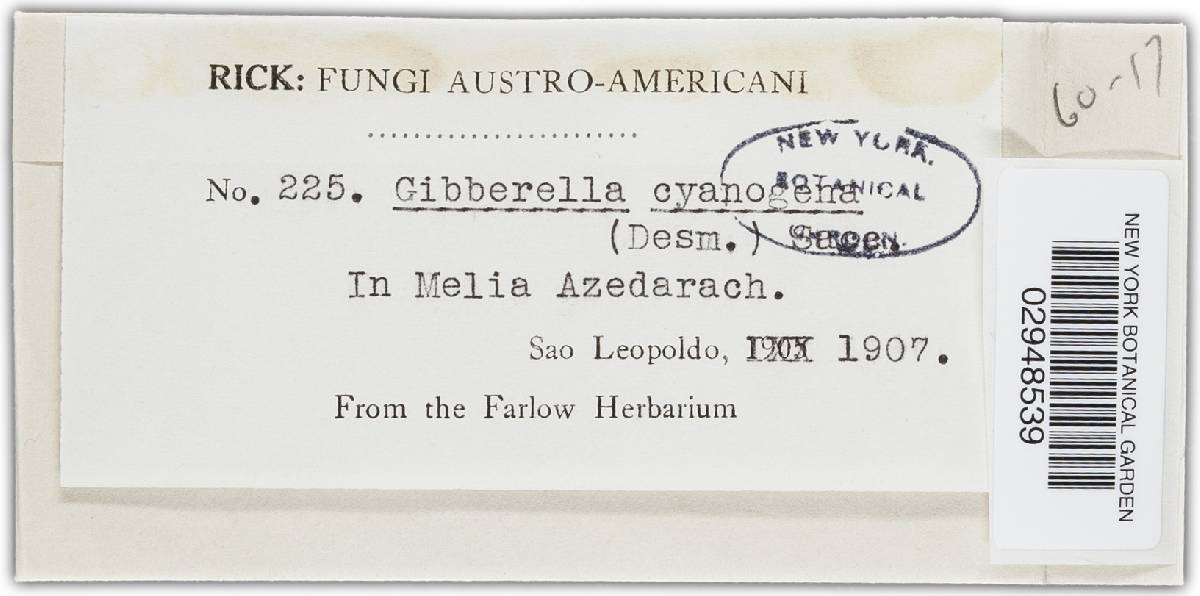 RICK: FUNGI AUSTRO-AMERICANI
No. 225. Gibberella cyanogena
(Desm.) Sacc.
In Melia Azedarach.
Sao Leopoldo, 1907.
From the Farlow Herbarium
NEW YORK.
BOTANICAL
GARDEN.
60-17
NEW YORK BOTANICAL GARDEN
02948539